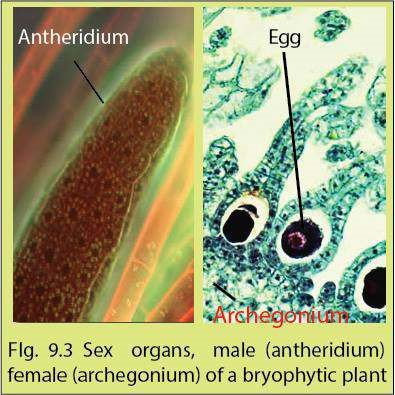 Antheridium
Egg
Archegonium
FIg. 9.3 Sex organs, male (antheridium)
female (archegonium) of a bryophytic plant